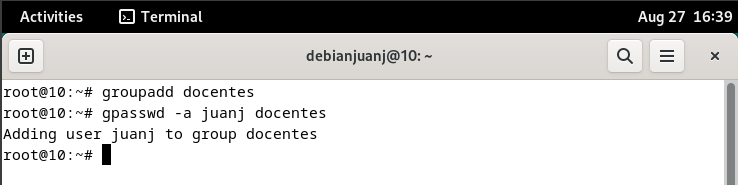 Activities Terminal Aug 27 16:39
debianjuanj@10: ~
root@10:~# groupadd docentes
root@10:~# gpasswd -a juanj docentes
Adding user juanj to group docentes
root@10:~#